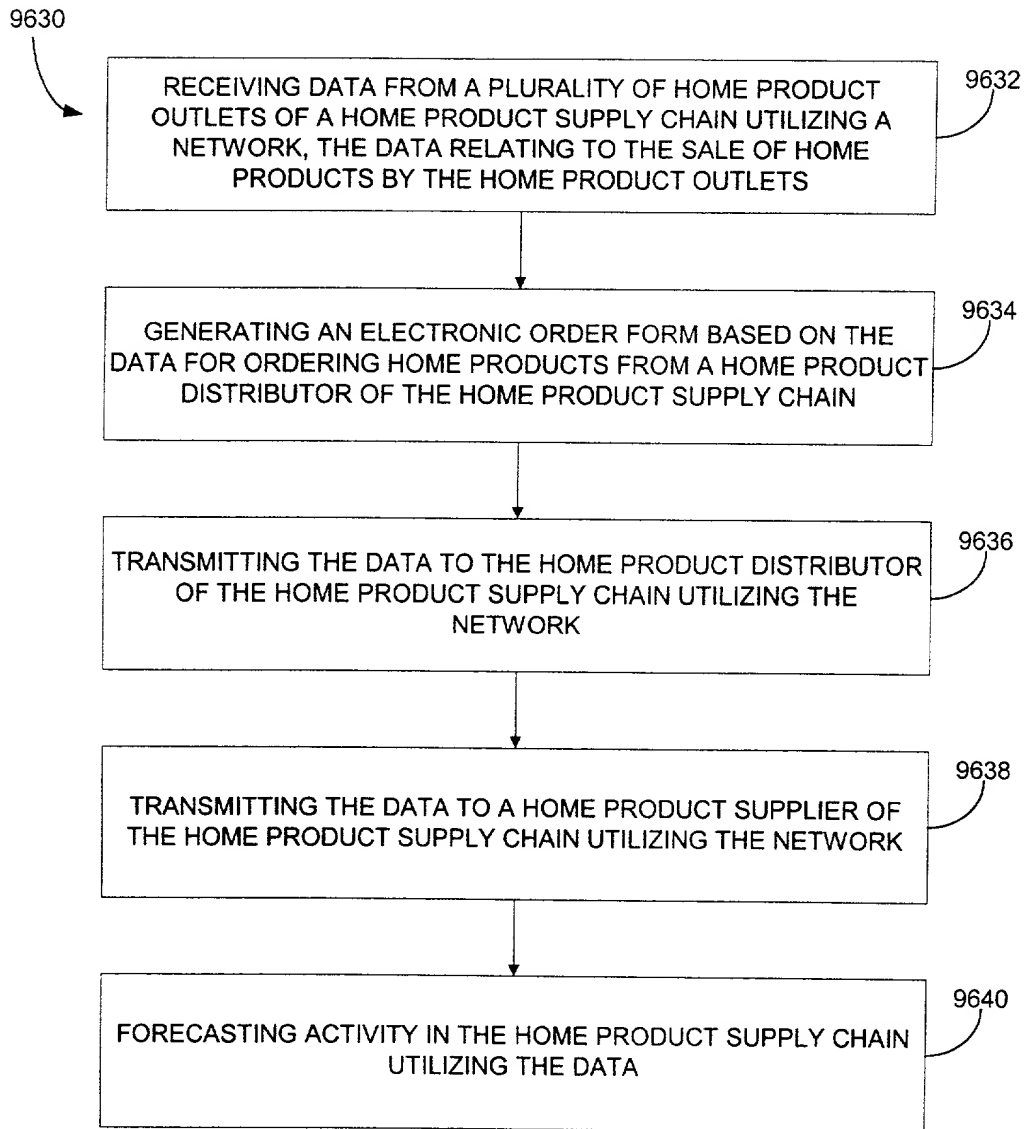 9630
RECEIVING DATA FROM A PLURALITY OF HOME PRODUCT
OUTLETS OF A HOME PRODUCT SUPPLY CHAIN UTILIZING A
NETWORK, THE DATA RELATING TO THE SALE OF HOME
PRODUCTS BY THE HOME PRODUCT OUTLETS
9632
GENERATING AN ELECTRONIC ORDER FORM BASED ON THE
DATA FOR ORDERING HOME PRODUCTS FROM A HOME PRODUCT
DISTRIBUTOR OF THE HOME PRODUCT SUPPLY CHAIN
9634
TRANSMITTING THE DATA TO THE HOME PRODUCT DISTRIBUTOR
OF THE HOME PRODUCT SUPPLY CHAIN UTILIZING THE
NETWORK
9636
TRANSMITTING THE DATA TO A HOME PRODUCT SUPPLIER OF
THE HOME PRODUCT SUPPLY CHAIN UTILIZING THE NETWORK
9638
FORECASTING ACTIVITY IN THE HOME PRODUCT SUPPLY CHAIN
UTILIZING THE DATA
9640